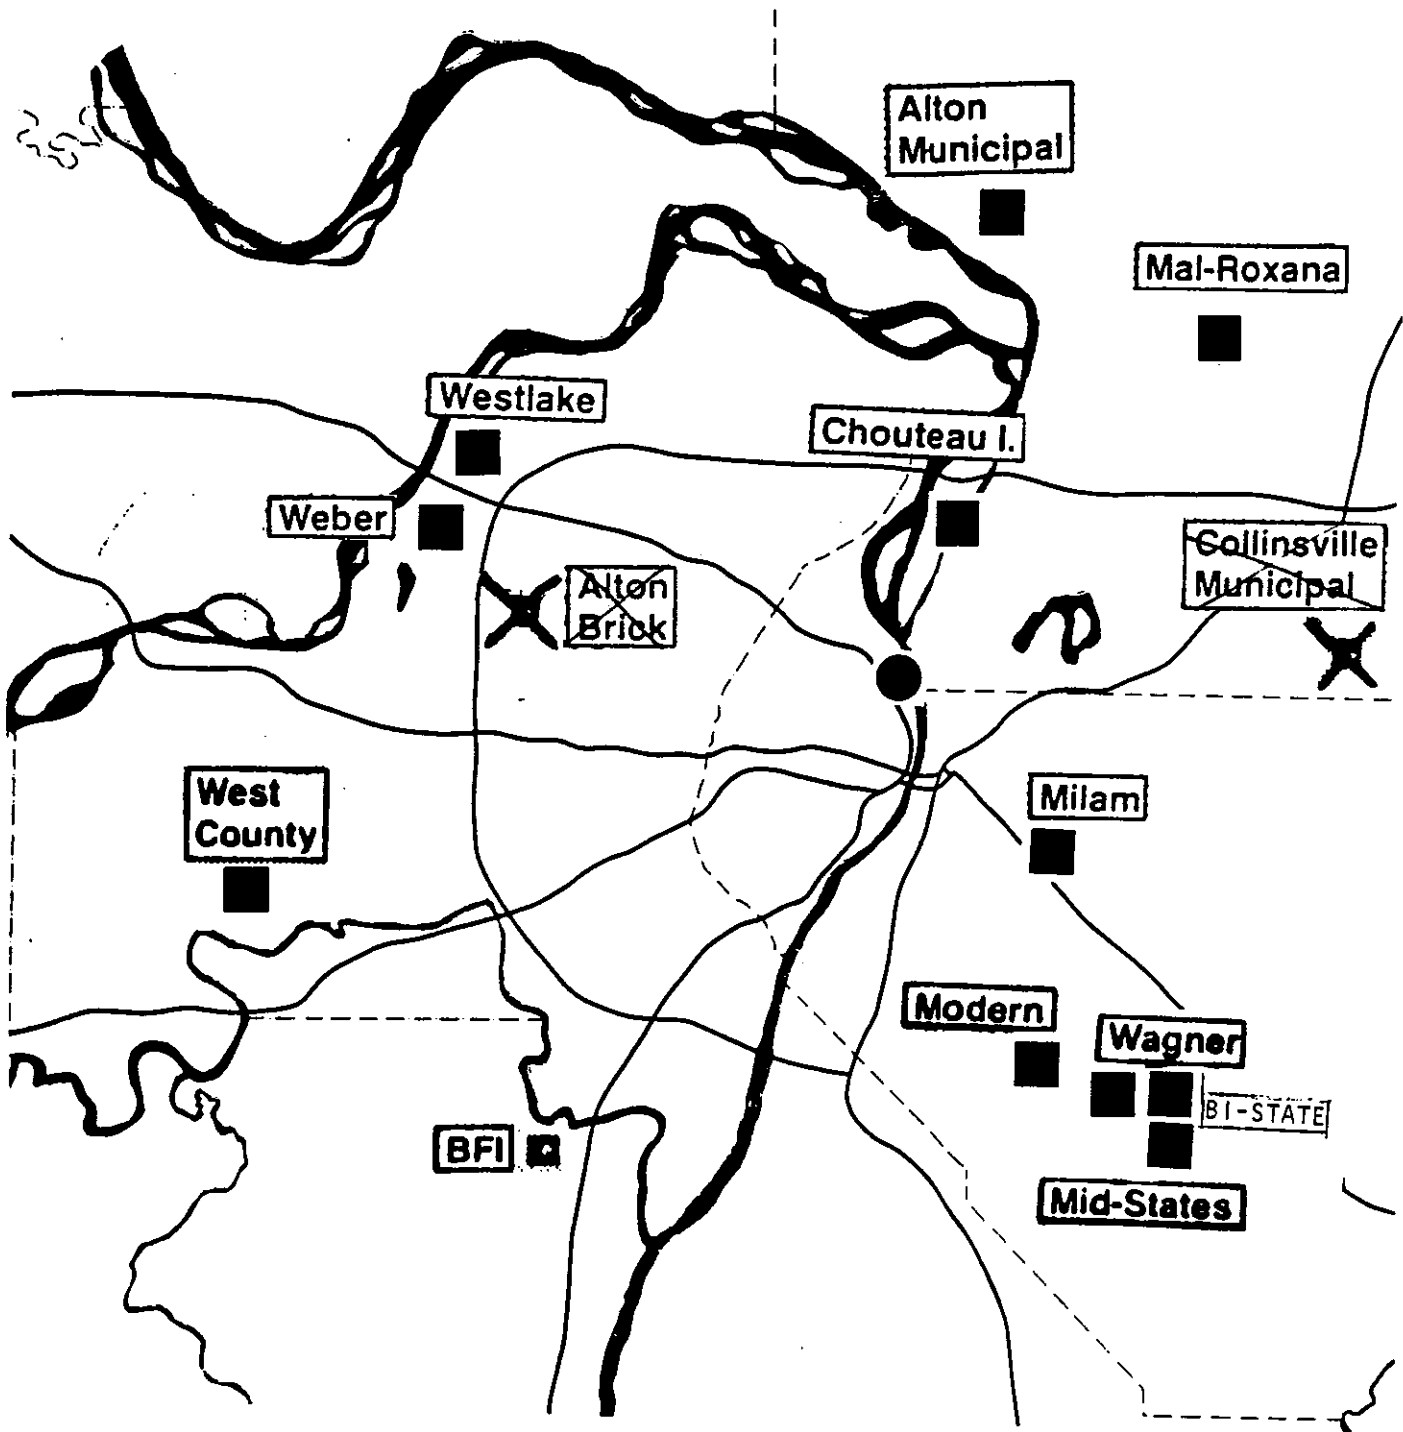 Alton
Municipal
Mal-Roxana
Westlake
Chouteau I.
Weber
Collinsville
Municipal
Alton
Brick
West
County
Milam
Modern
Wagner
BI-STATE
BFI
Mid-States